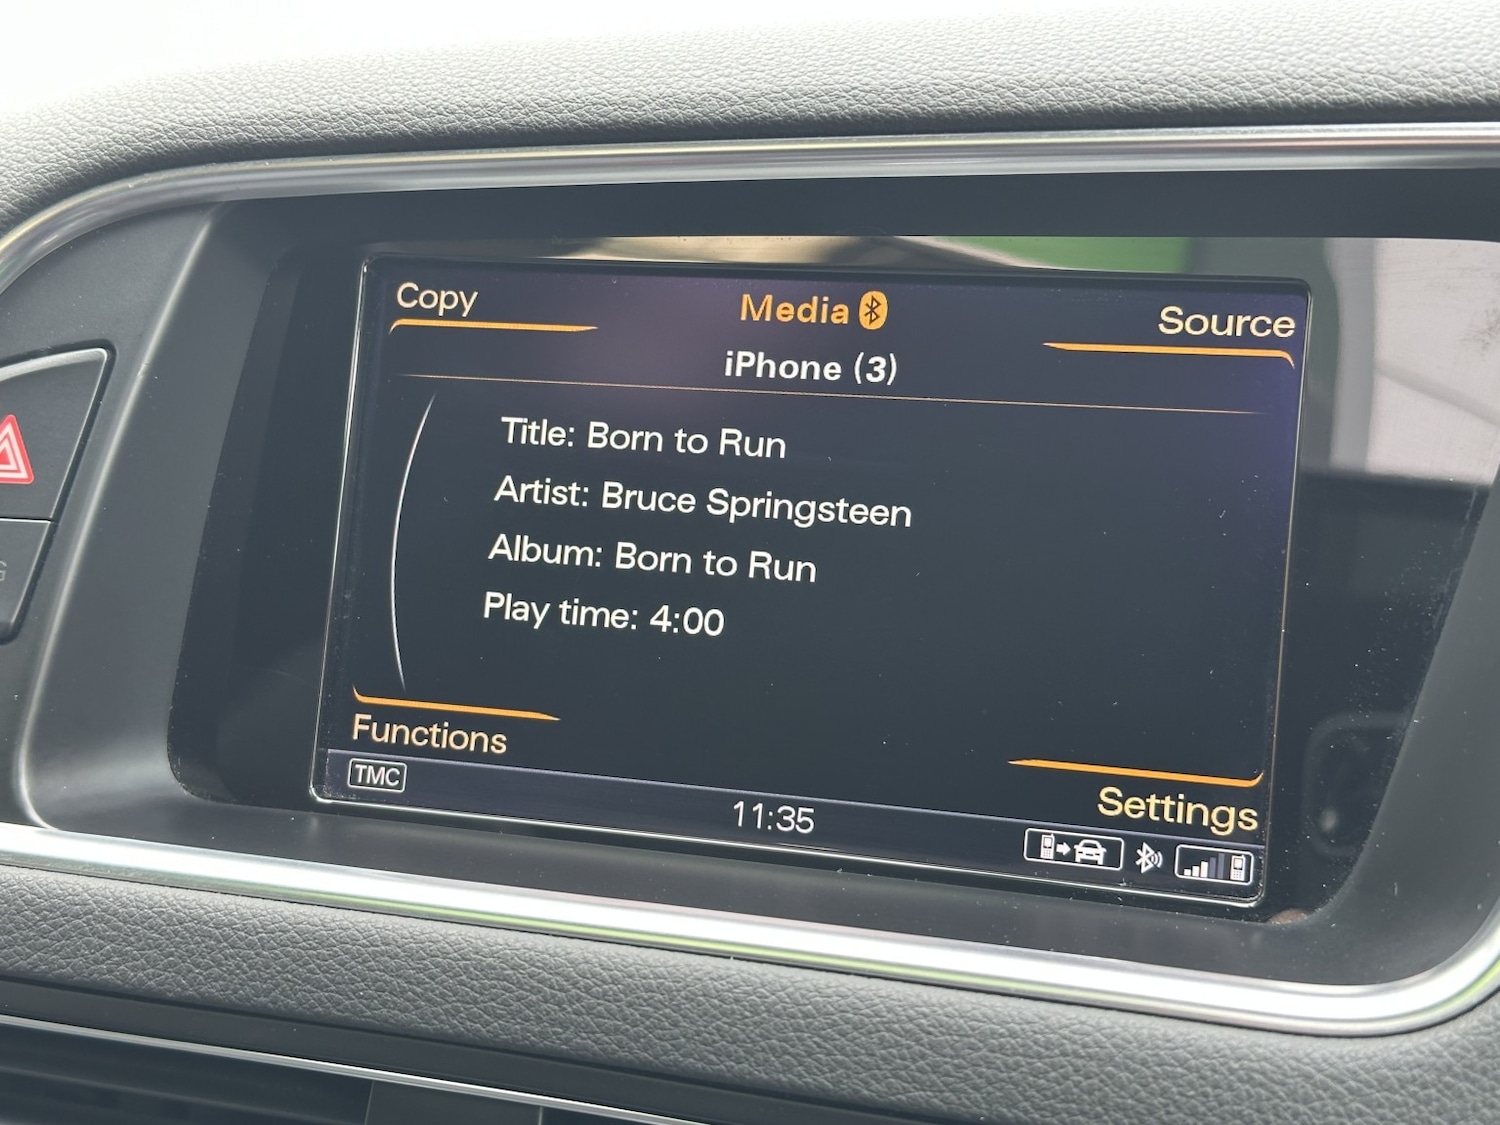 Copy
Media
Source
iPhone (3)
Title: Born to Run
Artist: Bruce Springsteen
Album: Born to Run
Play time: 4:00
Functions
Settings
TMC
11:35